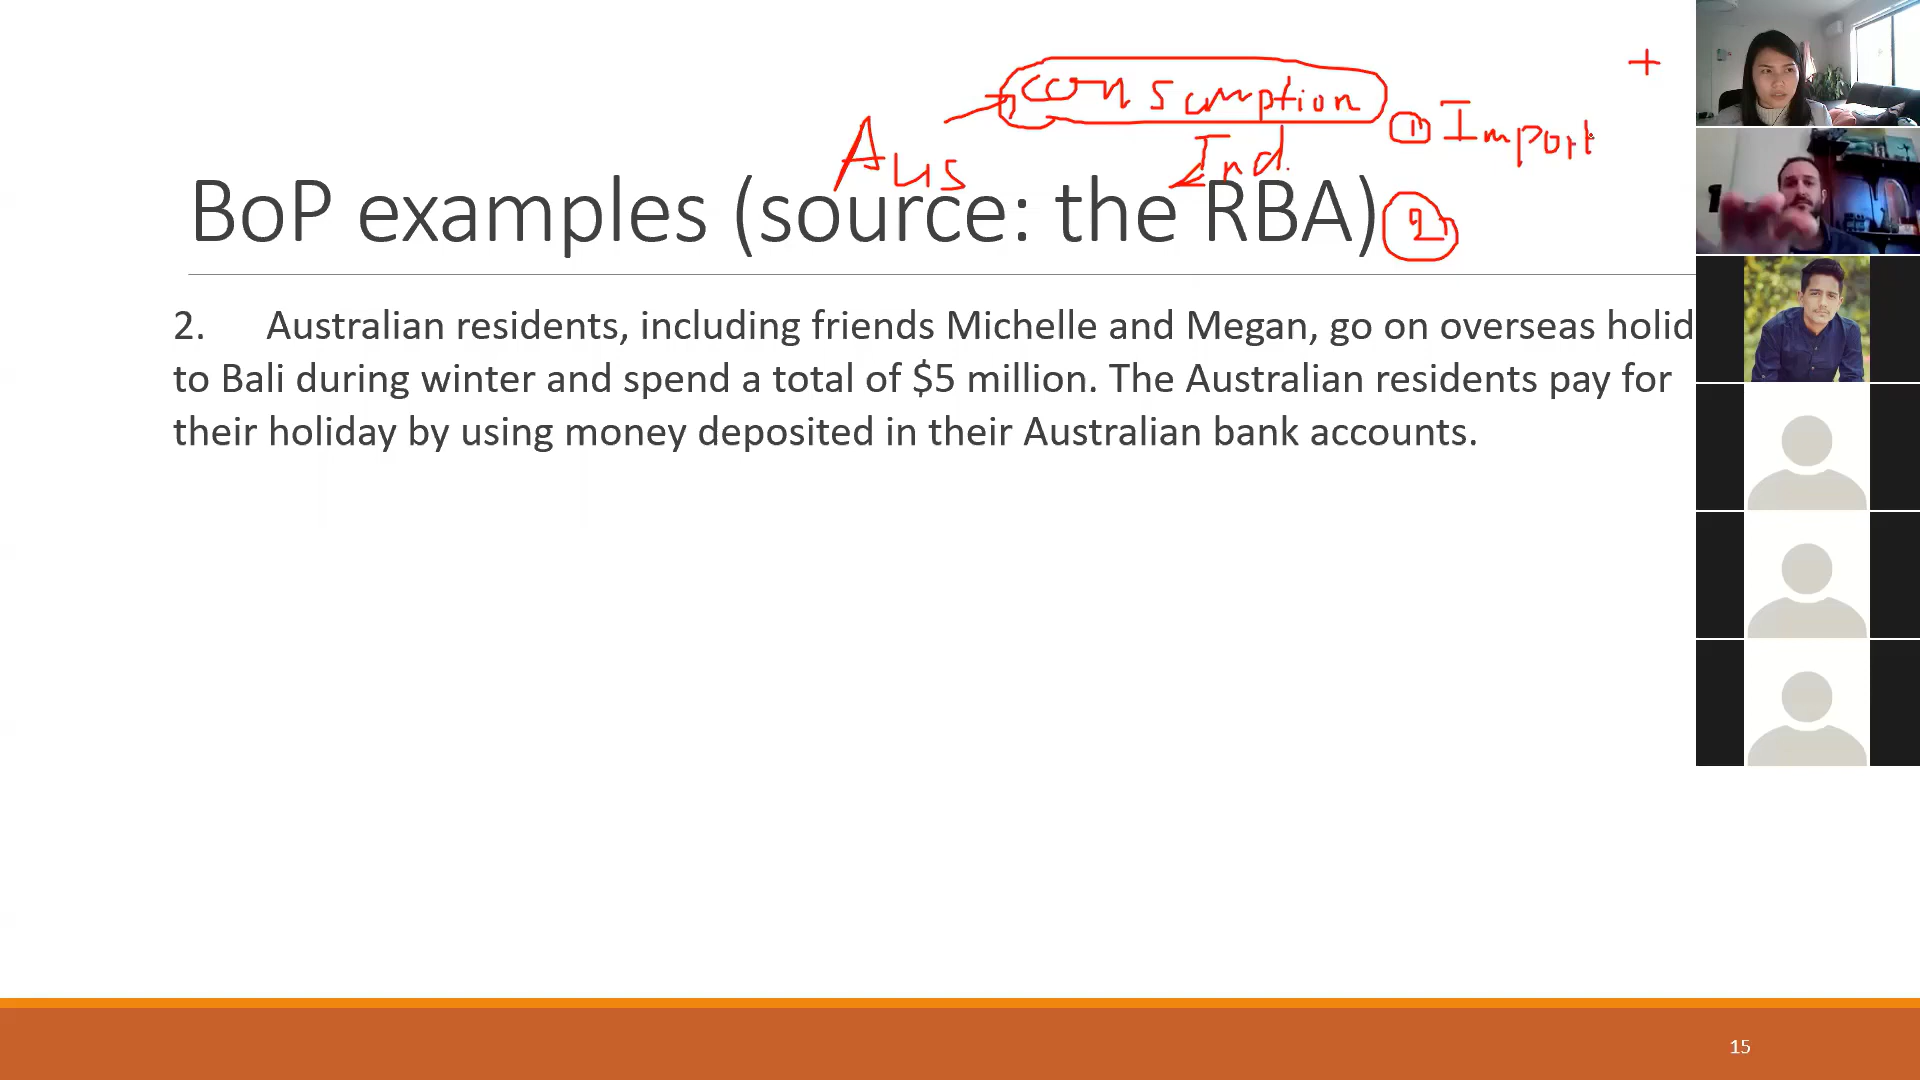 consumption
+
① Import
Aus
Ind.
BoP examples (source: the RBA)
②
2. Australian residents, including friends Michelle and Megan, go on overseas holid
to Bali during winter and spend a total of $5 million. The Australian residents pay for
their holiday by using money deposited in their Australian bank accounts.
15